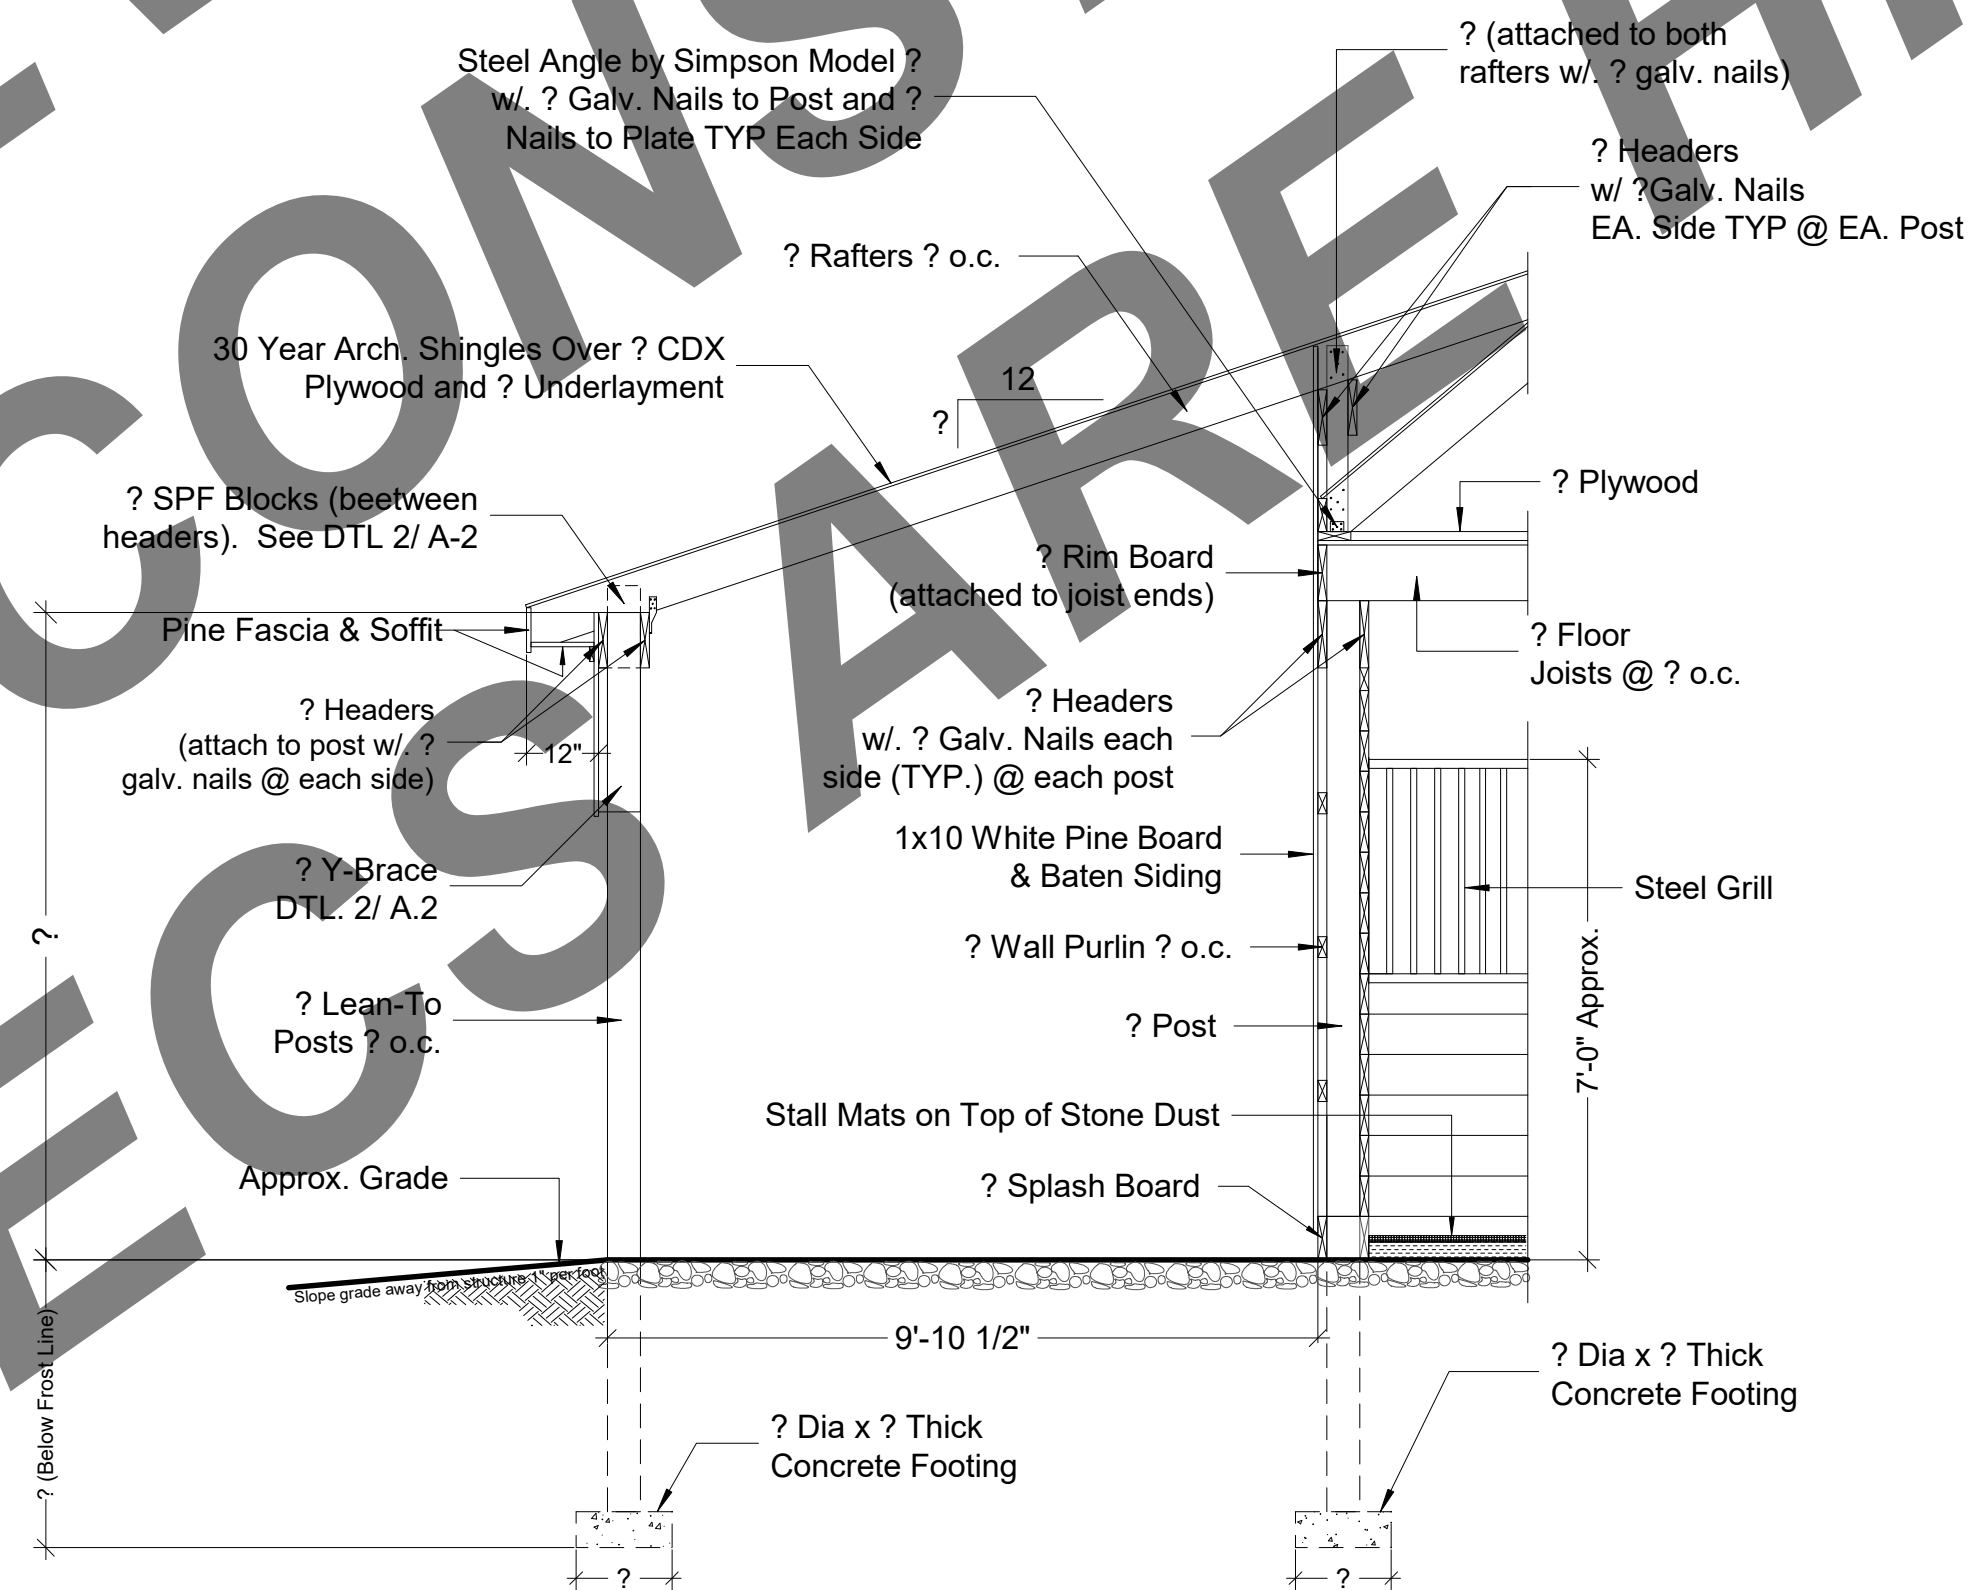 Steel Angle by Simpson Model ?
w/. ? Galv. Nails to Post and ?
Nails to Plate TYP Each Side
? (attached to both
rafters w/. ? galv. nails)
? Headers
w/ ?Galv. Nails
EA. Side TYP @ EA. Post
? Rafters ? o.c.
30 Year Arch. Shingles Over ? CDX
Plywood and ? Underlayment
12
?
? SPF Blocks (beetween
headers).  See DTL 2/ A-2
? Plywood
? Rim Board
(attached to joist ends)
Pine Fascia & Soffit
? Floor
Joists @ ? o.c.
? Headers
(attach to post w/. ?
galv. nails @ each side)
12"
? Headers
w/. ? Galv. Nails each
side (TYP.) @ each post
1x10 White Pine Board
& Baten Siding
? Y-Brace
DTL. 2/ A.2
Steel Grill
?
? Wall Purlin ? o.c.
7'-0" Approx.
? Lean-To
Posts ? o.c.
? Post
Stall Mats on Top of Stone Dust
Approx. Grade
? Splash Board
Slope grade away from structure 1" per foot
9'-10 1/2"
? (Below Frost Line)
? Dia x ? Thick
Concrete Footing
? Dia x ? Thick
Concrete Footing
?
?
CONS
ECS ARE H